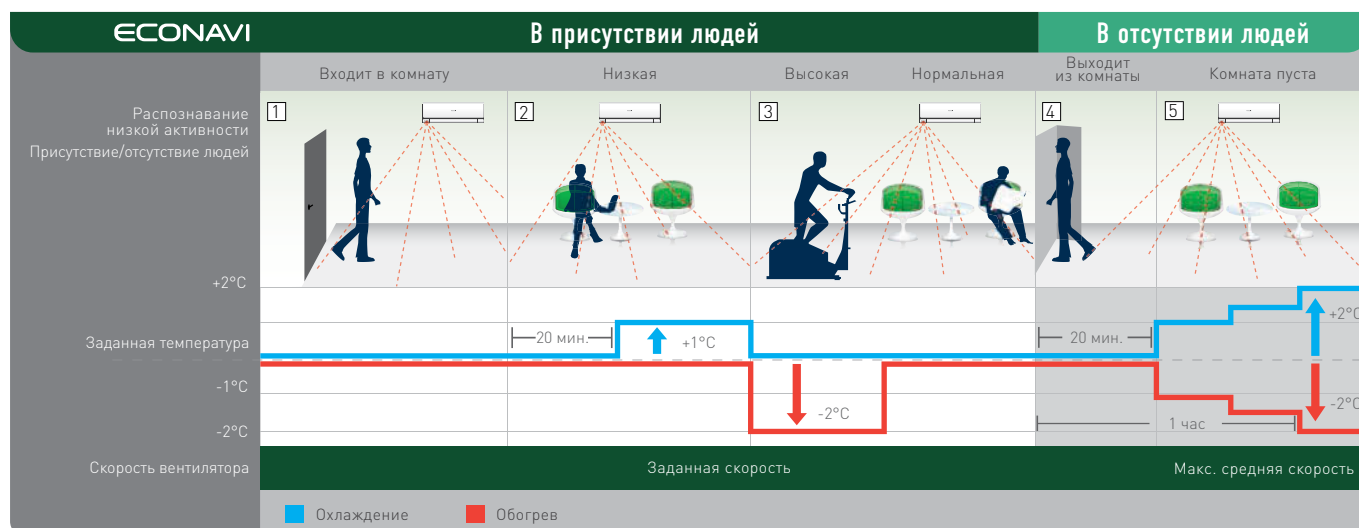 ECONAVI
В присутствии людей
В отсутствии людей
Входит в комнату
Низкая
Высокая
Нормальная
Выходит
из комнаты
Комната пуста
Распознавание
низкой активности
Присутствие/отсутствие людей
1
2
3
4
5
+2°C
Заданная температура
-1°C
-2°C
20 мин.
+1°C
-2°C
20 мин.
+2°C
-2°C
1 час
Скорость вентилятора
Заданная скорость
Макс. средняя скорость
Охлаждение
Обогрев